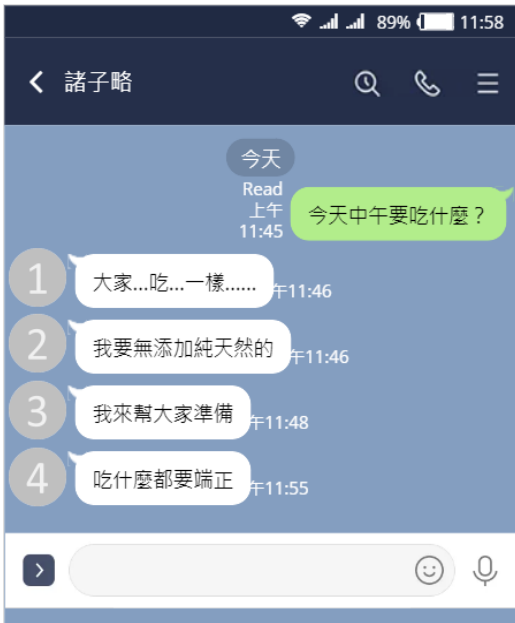 89% 11:58
諸子略
今天
Read
上午
11:45
今天中午要吃什麼？
1
大家...吃...一樣......
午11:46
2
我要無添加純天然的
午11:46
3
我來幫大家準備
午11:48
4
吃什麼都要端正
午11:55